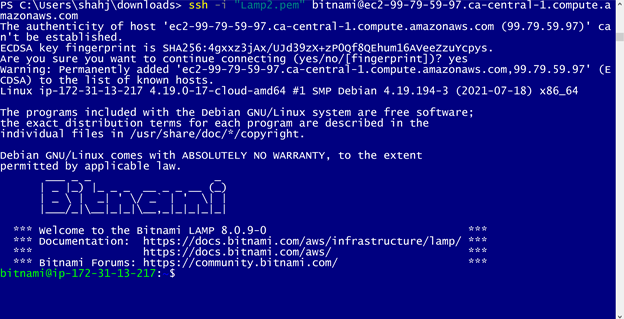 PS C:\Users\shahj\downloads> ssh -i "Lamp2.pem" bitnami@ec2-99-79-59-97.ca-central-1.compute.a
mazonaws.com
The authenticity of host 'ec2-99-79-59-97.ca-central-1.compute.amazonaws.com (99.79.59.97)' ca
n't be established.
ECDSA key fingerprint is SHA256:4gxxz3jAx/UJd39zX+zPOQf8QEhum16AVeezZuYcpys.
Are you sure you want to continue connecting (yes/no/[fingerprint])? yes
Warning: Permanently added 'ec2-99-79-59-97.ca-central-1.compute.amazonaws.com,99.79.59.97' (E
CDSA) to the list of known hosts.
Linux ip-172-31-13-217 4.19.0-17-cloud-amd64 #1 SMP Debian 4.19.194-3 (2021-07-18) x86_64
The programs included with the Debian GNU/Linux system are free software;
the exact distribution terms for each program are described in the
individual files in /usr/share/doc/*/copyright.
Debian GNU/Linux comes with ABSOLUTELY NO WARRANTY, to the extent
permitted by applicable law.
Bitnami
*** Welcome to the Bitnami LAMP 8.0.9-0 ***
*** Documentation: https://docs.bitnami.com/aws/infrastructure/lamp/ ***
*** https://docs.bitnami.com/aws/ ***
*** Bitnami Forums: https://community.bitnami.com/ ***
bitnami@ip-172-31-13-217: $